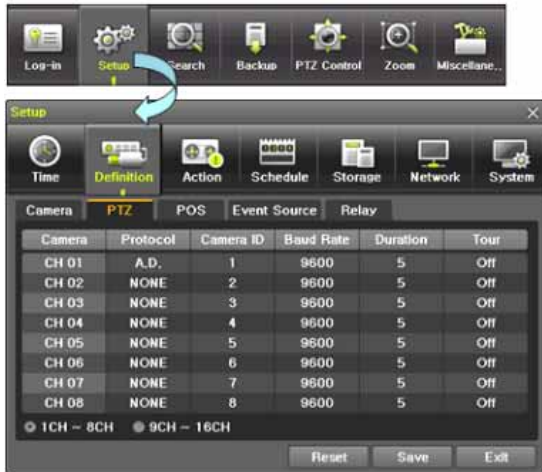 Log-in Setup Search Backup PTZ Control Zoom Miscellane..
Setup
Time Definition Action Schedule Storage Network System
Camera PTZ POS Event Source Relay
Camera Protocol Camera ID Baud Rate Duration Tour
CH 01 A.D. 1 9600 5 Off
CH 02 NONE 2 9600 5 Off
CH 03 NONE 3 9600 5 Off
CH 04 NONE 4 9600 5 Off
CH 05 NONE 5 9600 5 Off
CH 06 NONE 6 9600 5 Off
CH 07 NONE 7 9600 5 Off
CH 08 NONE 8 9600 5 Off
1CH ~ 8CH 9CH ~ 16CH
Reset Save Exit